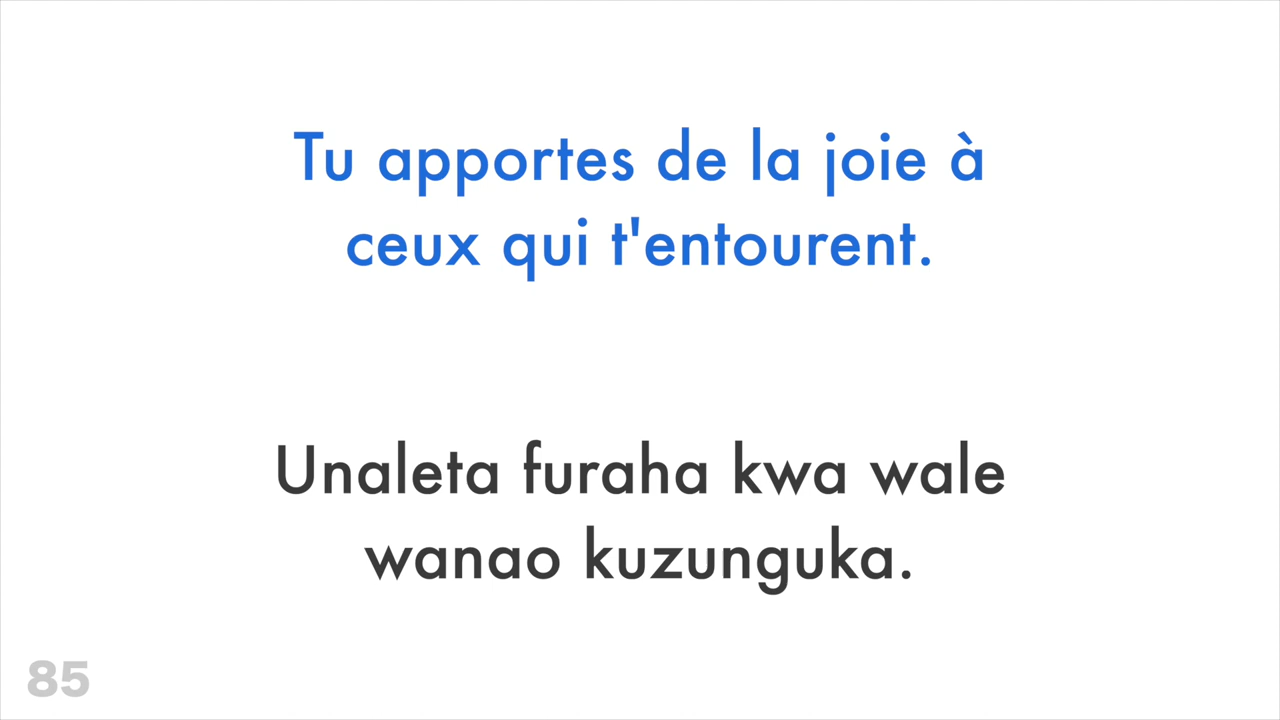 Tu apportes de la joie à
ceux qui t'entourent.
Unaleta furaha kwa wale
wanao kuzunguka.
85